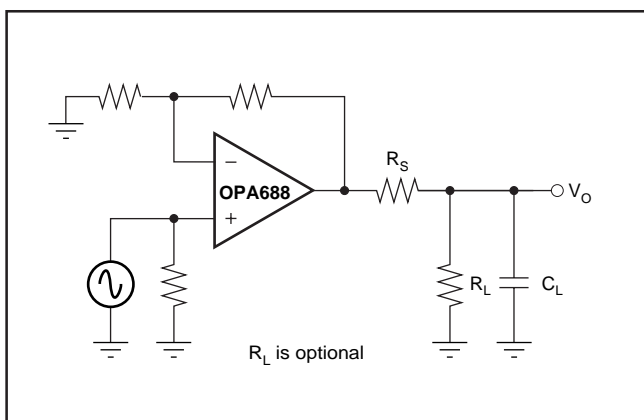 R_S
−
OPA688
V_O
+
R_L
C_L
R_L is optional